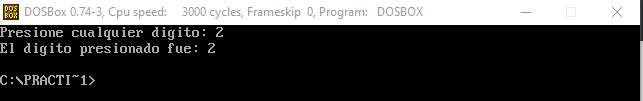 DOSBox 0.74-3, Cpu speed: 3000 cycles, Frameskip 0, Program: DOSBOX
Presione cualquier digito: 2
El digito presionado fue: 2
C:\PRACTI~1>